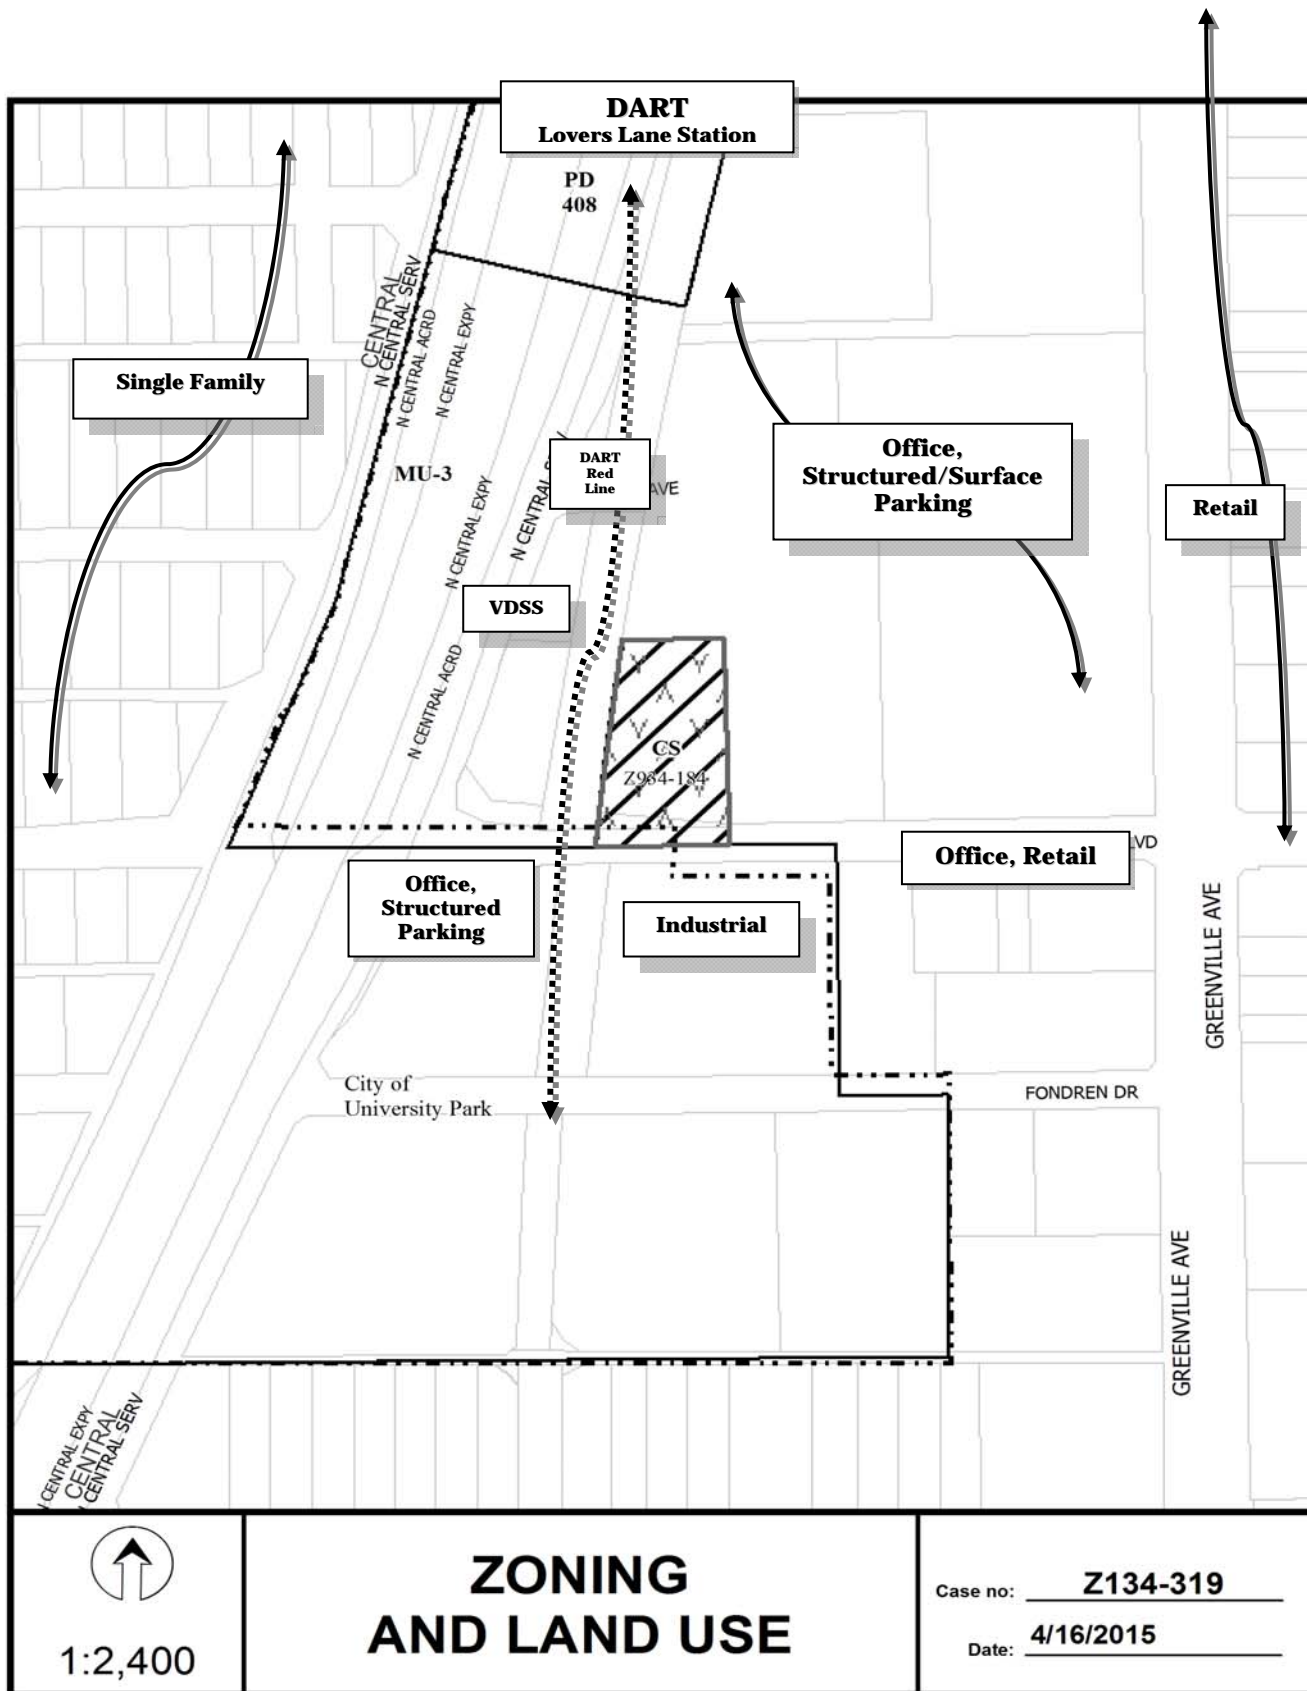 DART
Lovers Lane Station
PD
408
CENTRAL
N CENTRAL SERV
N CENTRAL ACRD
N CENTRAL EXPY
Single Family
MU-3
DART
Red
Line
AVE
Office,
Structured/Surface
Parking
Retail
N CENTRAL EXPY
N CENTRAL S
VDSS
N CENTRAL ACRD
CS
Z934-184
Office,
Structured
Parking
Industrial
Office, Retail
LVD
GREENVILLE AVE
City of
University Park
FONDREN DR
GREENVILLE AVE
N CENTRAL EXPY
CENTRAL
N CENTRAL SERV
1:2,400
ZONING
AND LAND USE
Case no: Z134-319
Date: 4/16/2015